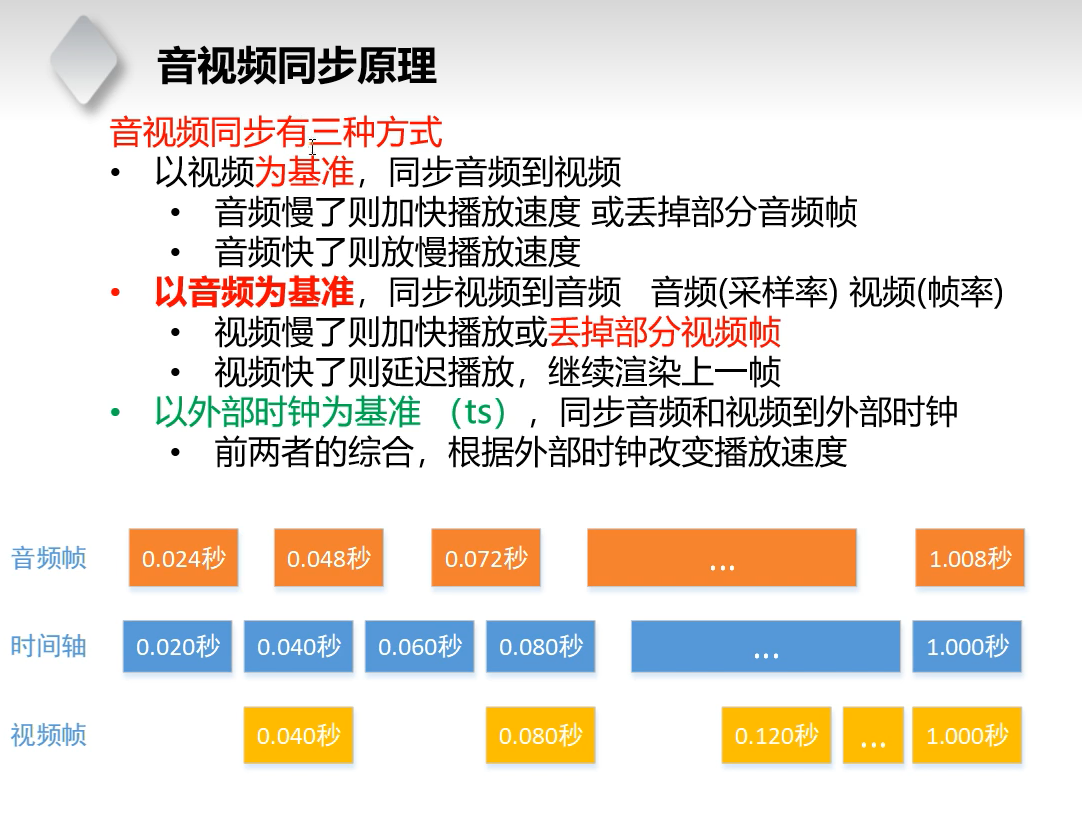 音视频同步原理
音视频同步有三种方式
• 以视频为基准，同步音频到视频
• 音频慢了则加快播放速度 或丢掉部分音频帧
• 音频快了则放慢播放速度
• 以音频为基准，同步视频到音频 音频(采样率) 视频(帧率)
• 视频慢了则加快播放或丢掉部分视频帧
• 视频快了则延迟播放，继续渲染上一帧
• 以外部时钟为基准 （ts），同步音频和视频到外部时钟
• 前两者的综合，根据外部时钟改变播放速度
音频帧 0.024秒 0.048秒 0.072秒 ... 1.008秒
时间轴 0.020秒 0.040秒 0.060秒 0.080秒 ... 1.000秒
视频帧 0.040秒 0.080秒 0.120秒 ... 1.000秒